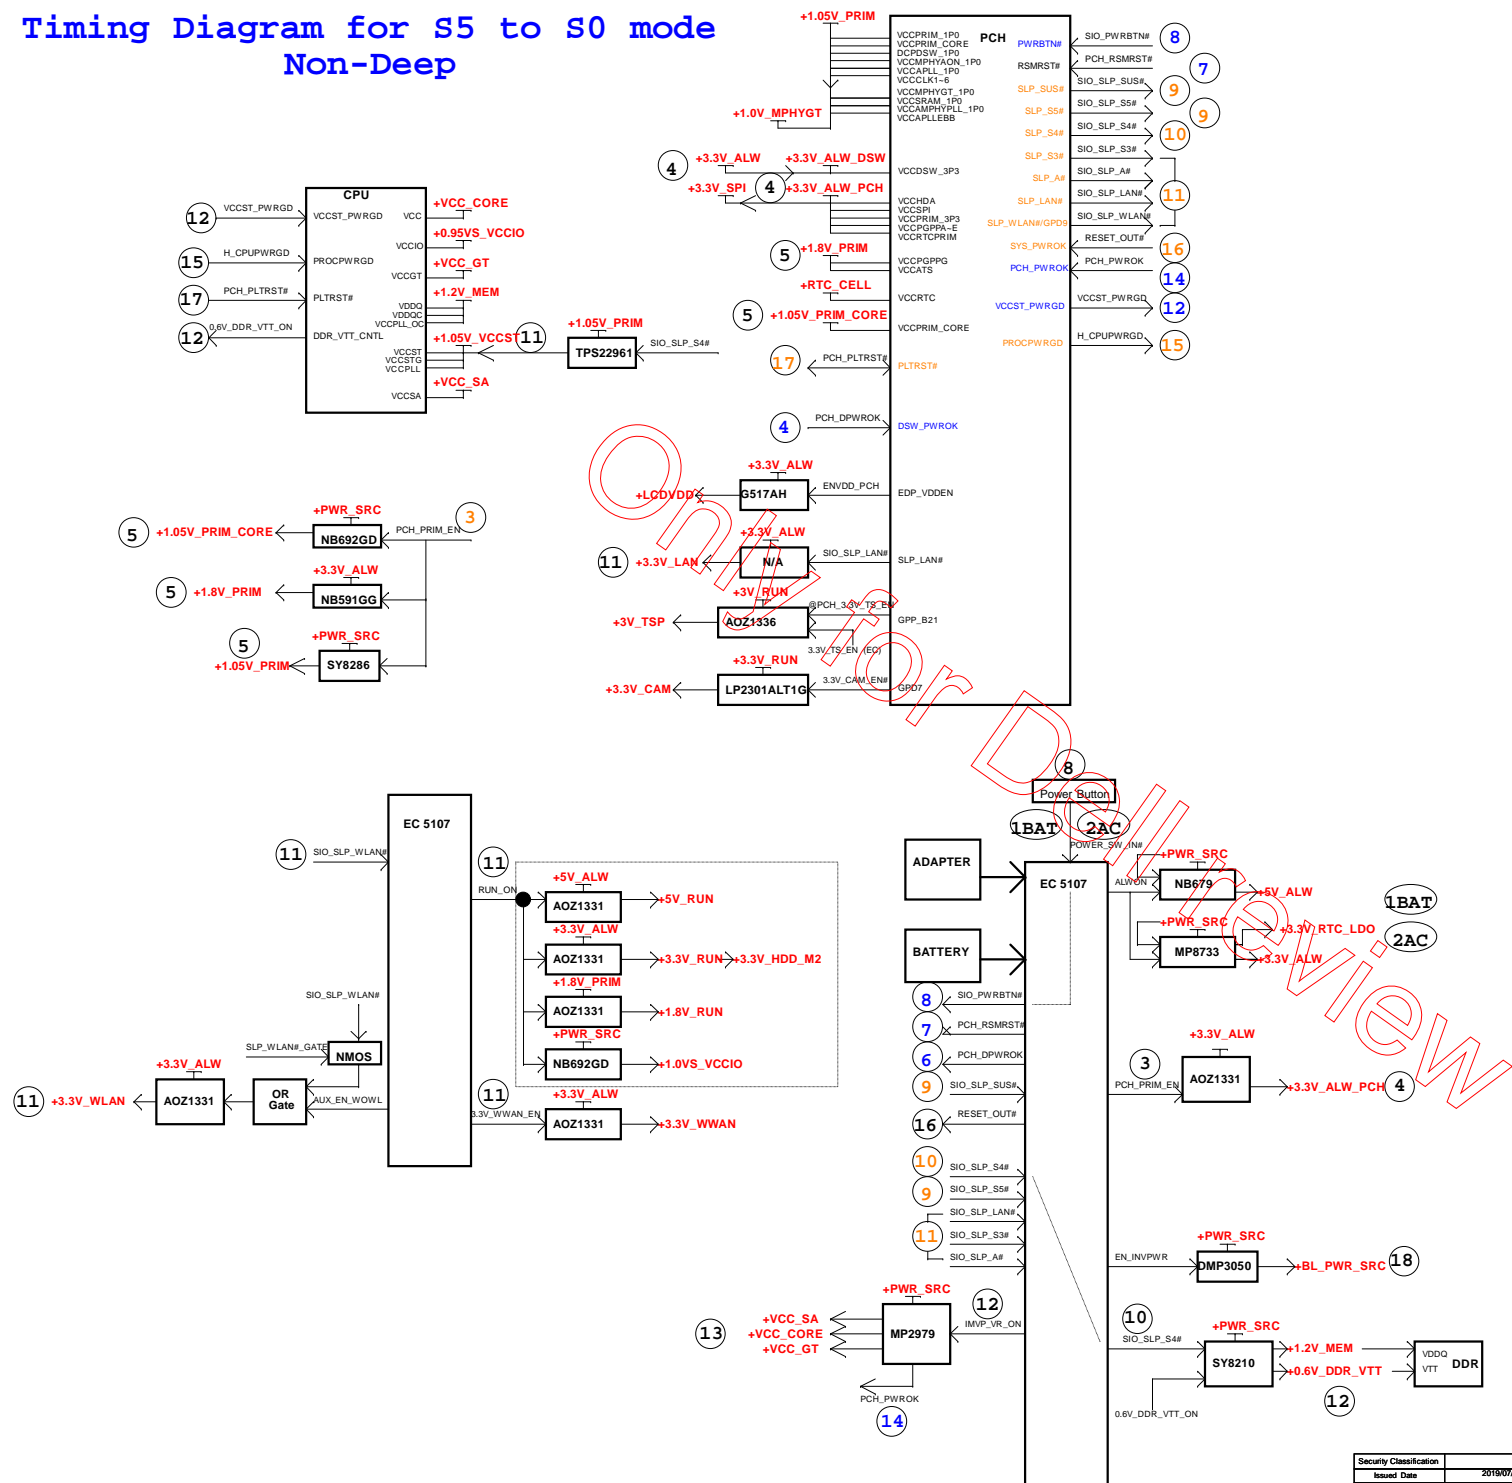 Timing Diagram for S5 to S0 mode
Non-Deep
+1.05V_PRIM
PCH
VCCPRIM_1P0
VCCPRIM_CORE
DCPDSW_1P0
VCCMPHYAON_1P0
VCCAPLL_1P0
VCCCLK1~6
VCCMPHYGT_1P0
VCCSRAM_1P0
VCCAMPHYPLL_1P0
VCCAPLLEBB
+1.0V_MPHYGT
PWRBTN#
SIO_PWRBTN#
8
RSMRST#
PCH_RSMRST#
7
SLP_SUS#
SIO_SLP_SUS#
9
SLP_S5#
SIO_SLP_S5#
9
SLP_S4#
SIO_SLP_S4#
10
SLP_S3#
SIO_SLP_S3#
SLP_A#
SIO_SLP_A#
11
SLP_LAN#
SIO_SLP_LAN#
SLP_WLAN#/GPD9
SIO_SLP_WLAN#
SYS_PWROK
RESET_OUT#
16
PCH_PWROK
PCH_PWROK
14
VCCST_PWRGD
VCCST_PWRGD
12
PROCPWRGD
H_CPUPWRGD
15
4
+3.3V_ALW
+3.3V_ALW_DSW
VCCDSW_3P3
+3.3V_SPI
4
+3.3V_ALW_PCH
VCCHDA
VCCSPI
VCCPRIM_3P3
VCCPGPPA~E
VCCRTCPRIM
5
+1.8V_PRIM
VCCPGPPG
VCCATS
+RTC_CELL
VCCRTC
5
+1.05V_PRIM_CORE
VCCPRIM_CORE
17
PCH_PLTRST#
PLTRST#
4
PCH_DPWROK
DSW_PWROK
+3.3V_ALW
+LCDVDD
G517AH
ENVDD_PCH
EDP_VDDEN
+3.3V_ALW
11
+3.3V_LAN
N/A
SIO_SLP_LAN#
SLP_LAN#
+3V_RUN
+3V_TSP
AOZ1336
@PCH_3.3V_TS_EN
GPP_B21
3.3V_TS_EN (EC)
+3.3V_RUN
+3.3V_CAM
LP2301ALT1G
3.3V_CAM_EN#
GPD7
CPU
12
VCCST_PWRGD
VCCST_PWRGD
15
H_CPUPWRGD
PROCPWRGD
17
PCH_PLTRST#
PLTRST#
12
0.6V_DDR_VTT_ON
DDR_VTT_CNTL
VCC
+VCC_CORE
VCCIO
+0.95VS_VCCIO
VCCGT
+VCC_GT
+1.2V_MEM
VDDQ
VDDQC
VCCPLL_OC
+1.05V_VCCST
VCCST
VCCSTG
VCCPLL
VCCSA
+VCC_SA
11
+1.05V_PRIM
TPS22961
SIO_SLP_S4#
+PWR_SRC
5
+1.05V_PRIM_CORE
NB692GD
PCH_PRIM_EN
3
+3.3V_ALW
5
+1.8V_PRIM
NB591GG
+PWR_SRC
5
+1.05V_PRIM
SY8286
EC 5107
11
SIO_SLP_WLAN#
11
RUN_ON
+5V_ALW
AOZ1331
+5V_RUN
+3.3V_ALW
AOZ1331
+3.3V_RUN
+3.3V_HDD_M2
+1.8V_PRIM
AOZ1331
+1.8V_RUN
+PWR_SRC
NB692GD
+1.0VS_VCCIO
11
3.3V_WWAN_EN
+3.3V_ALW
AOZ1331
+3.3V_WWAN
SIO_SLP_WLAN#
SLP_WLAN#_GATE
NMOS
11
+3.3V_WLAN
+3.3V_ALW
AOZ1331
OR
Gate
AUX_EN_WOWL
8
Power Button
1BAT
2AC
POWER_SW_IN#
ADAPTER
BATTERY
EC 5107
ALWON
+PWR_SRC
NB679
+5V_ALW
+PWR_SRC
MP8733
+3.3V_RTC_LDO
+3.3V_ALW
1BAT
2AC
8
SIO_PWRBTN#
7
PCH_RSMRST#
6
PCH_DPWROK
9
SIO_SLP_SUS#
16
RESET_OUT#
10
SIO_SLP_S4#
9
SIO_SLP_S5#
SIO_SLP_LAN#
11
SIO_SLP_S3#
SIO_SLP_A#
3
PCH_PRIM_EN
+3.3V_ALW
AOZ1331
+3.3V_ALW_PCH
4
EN_INVPWR
+PWR_SRC
DMP3050
+BL_PWR_SRC
18
13
+VCC_SA
+VCC_CORE
+VCC_GT
+PWR_SRC
MP2979
12
IMVP_VR_ON
PCH_PWROK
14
10
SIO_SLP_S4#
+PWR_SRC
SY8210
+1.2V_MEM
+0.6V_DDR_VTT
12
0.6V_DDR_VTT_ON
VDDQ
VTT
DDR
Only for Dell review
Security Classification
Issued Date
2019/07/